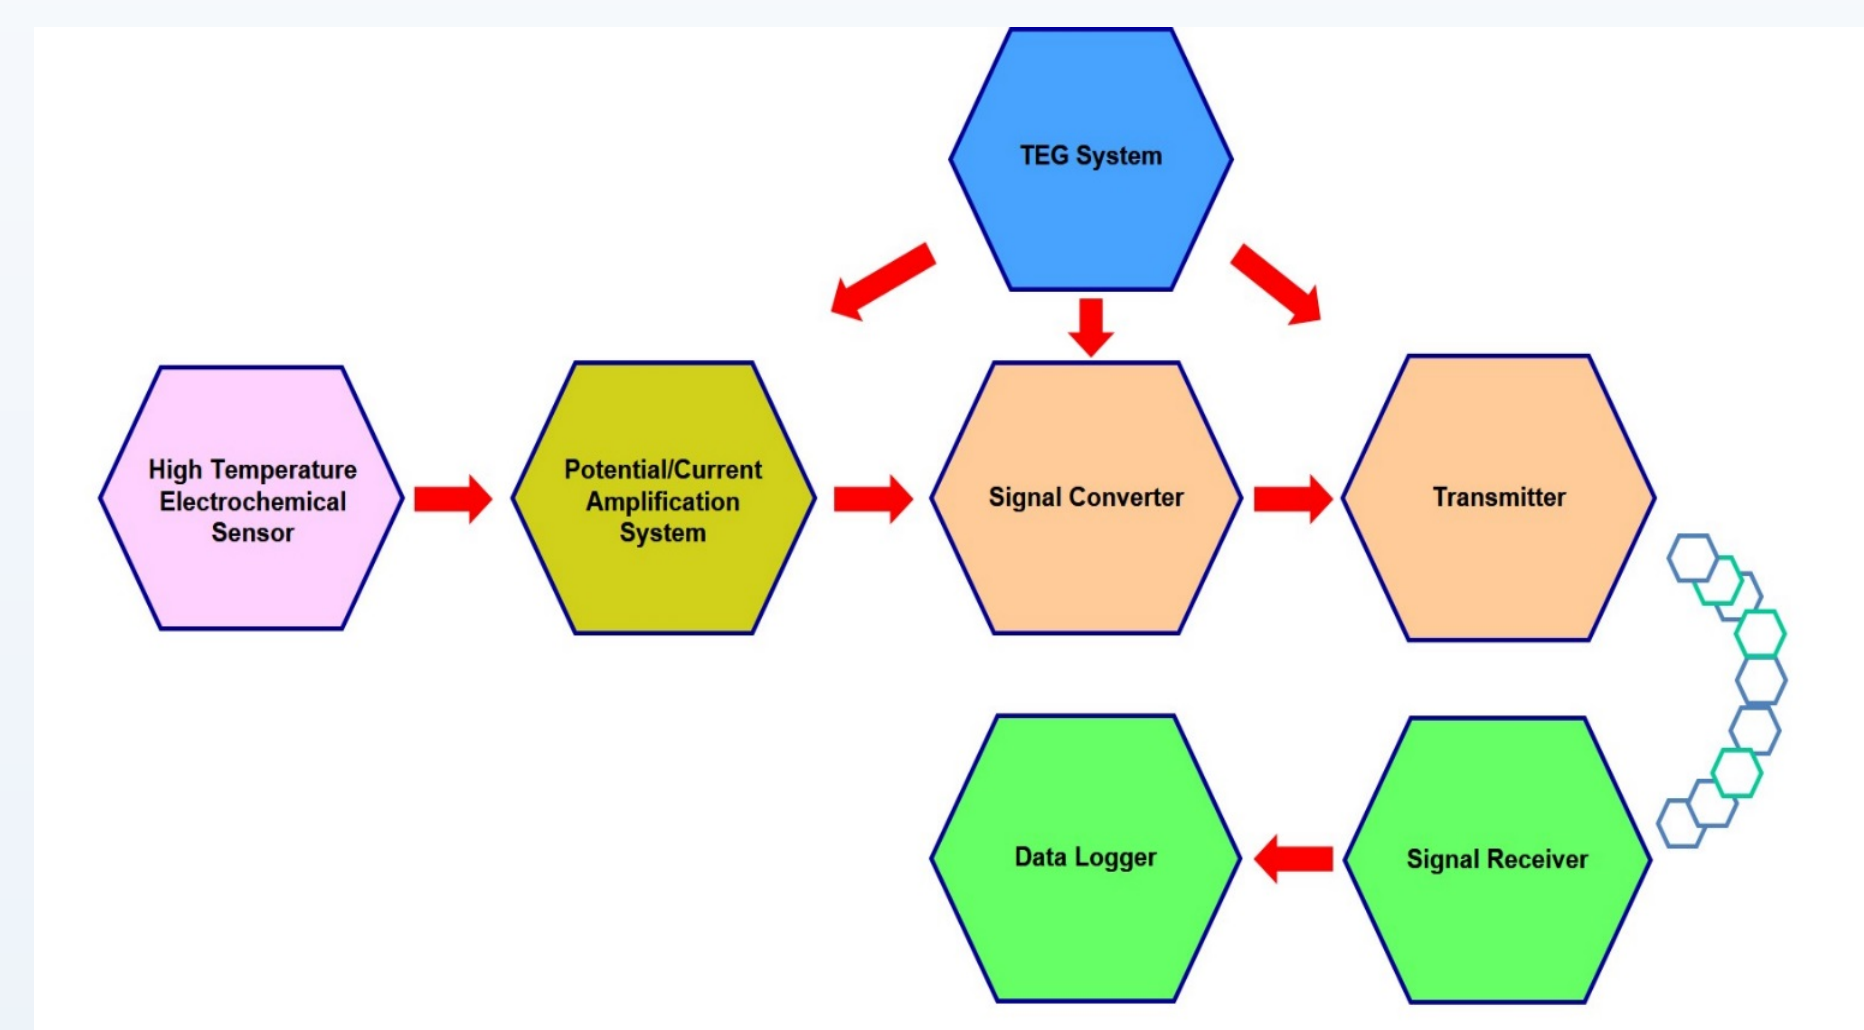 TEG System
High Temperature
Electrochemical
Sensor
Potential/Current
Amplification
System
Signal Converter
Transmitter
Data Logger
Signal Receiver